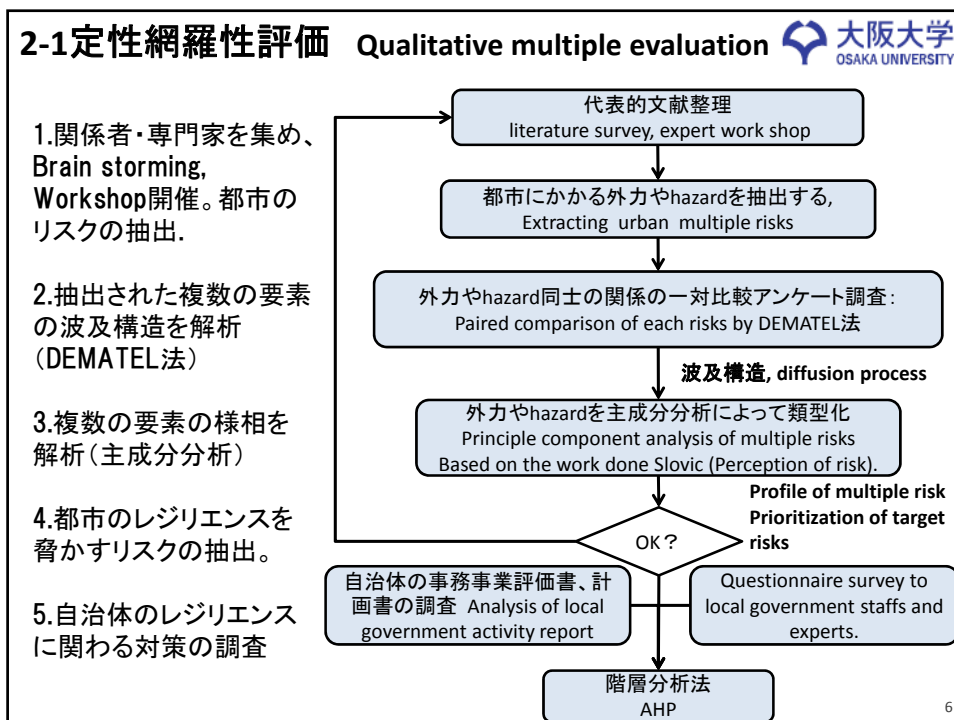 2-1定性網羅性評価 Qualitative multiple evaluation
大阪大学
OSAKA UNIVERSITY
1.関係者・専門家を集め、
Brain storming,
Workshop開催。都市の
リスクの抽出.
2.抽出された複数の要素
の波及構造を解析
（DEMATEL法）
3.複数の要素の様相を
解析（主成分分析）
4.都市のレジリエンスを
脅かすリスクの抽出。
5.自治体のレジリエンス
に関わる対策の調査
代表的文献整理
literature survey, expert work shop
都市にかかる外力やhazardを抽出する,
Extracting urban multiple risks
外力やhazard同士の関係の一対比較アンケート調査：
Paired comparison of each risks by DEMATEL法
波及構造, diffusion process
外力やhazardを主成分分析によって類型化
Principle component analysis of multiple risks
Based on the work done Slovic (Perception of risk).
Profile of multiple risk
Prioritization of target
risks
OK？
自治体の事務事業評価書、計
画書の調査 Analysis of local
government activity report
Questionnaire survey to
local government staffs and
experts.
階層分析法
AHP
6